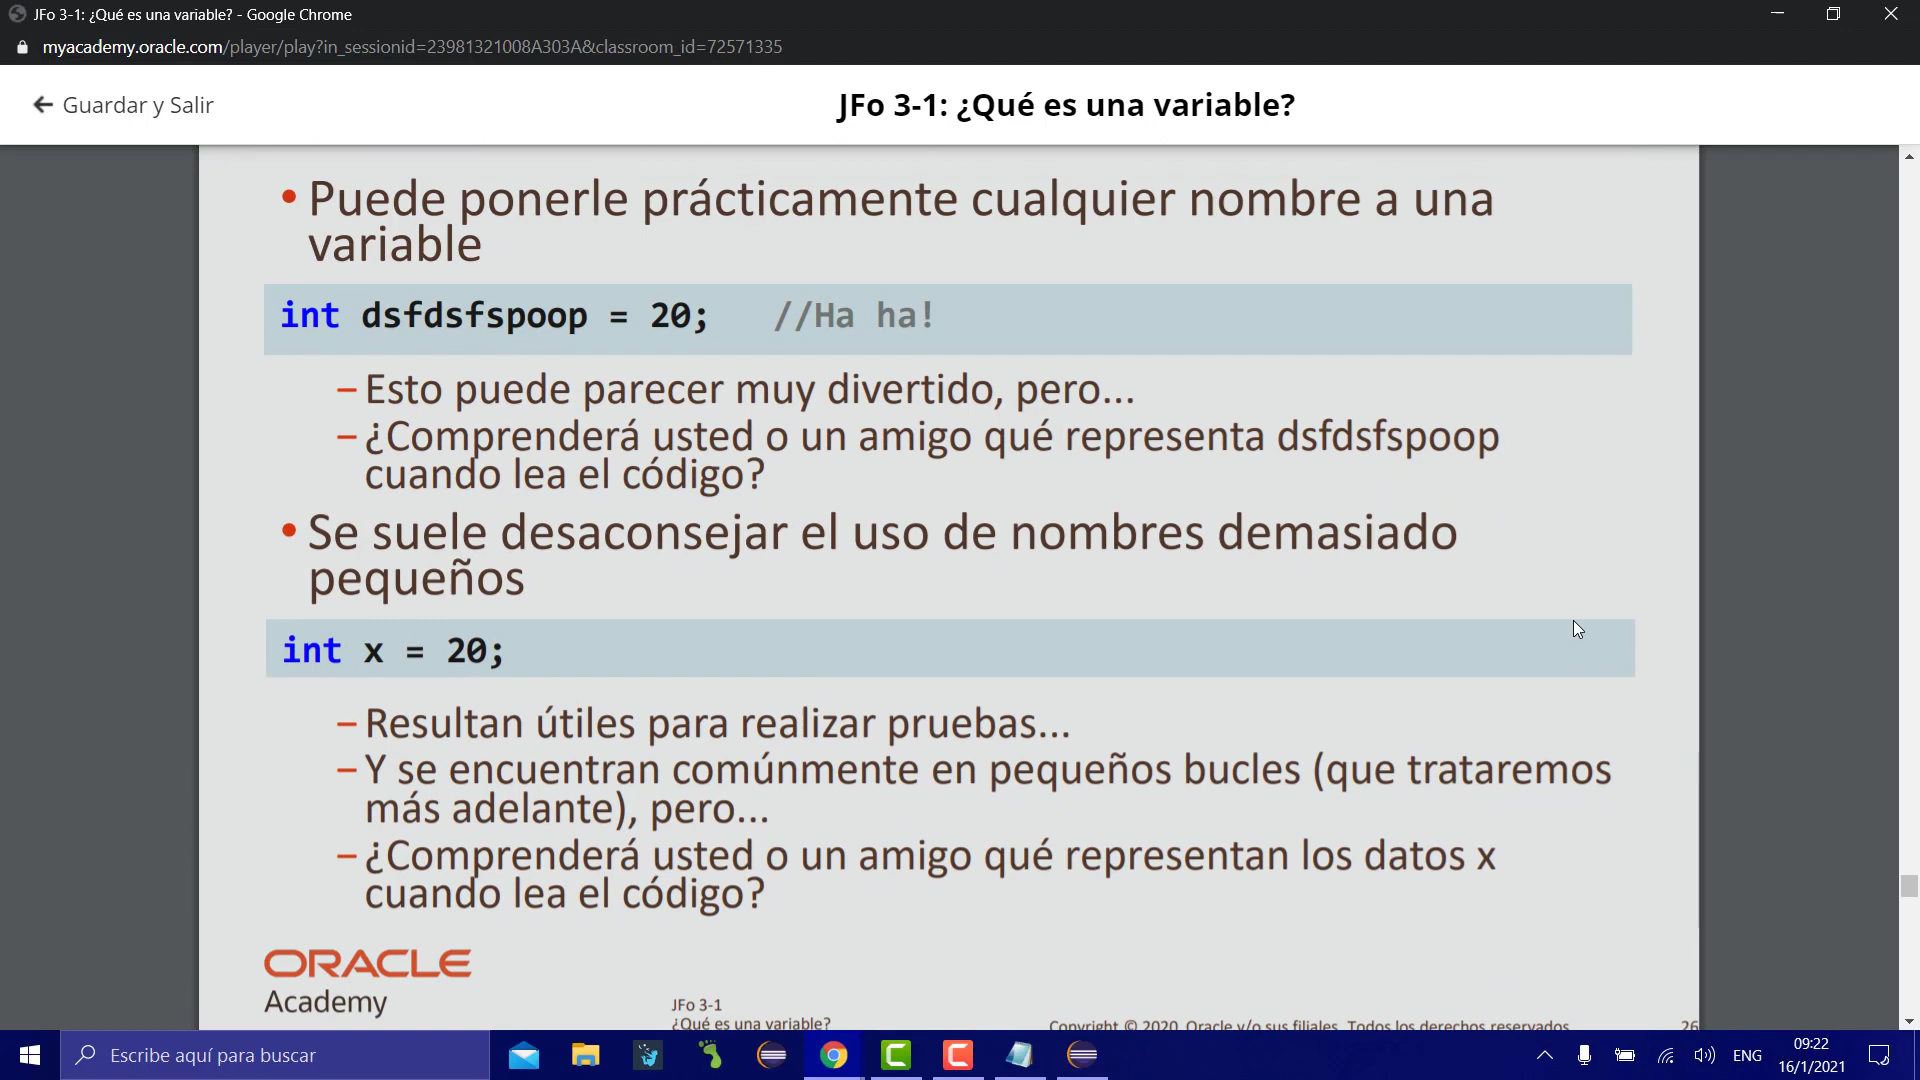 JFo 3-1: ¿Qué es una variable? - Google Chrome
myacademy.oracle.com/player/play?in_sessionid=23981321008A303A&classroom_id=72571335
Guardar y Salir
JFo 3-1: ¿Qué es una variable?
• Puede ponerle prácticamente cualquier nombre a una
variable
int dsfdsfspoop = 20; //Ha ha!
– Esto puede parecer muy divertido, pero...
– ¿Comprenderá usted o un amigo qué representa dsfdsfspoop
cuando lea el código?
• Se suele desaconsejar el uso de nombres demasiado
pequeños
int x = 20;
– Resultan útiles para realizar pruebas...
– Y se encuentran comúnmente en pequeños bucles (que trataremos
más adelante), pero...
– ¿Comprenderá usted o un amigo qué representan los datos x
cuando lea el código?
ORACLE
Academy
JFo 3-1
¿Qué es una variable?
Copyright © 2020, Oracle y/o sus filiales. Todos los derechos reservados.
26
Escribe aquí para buscar
ENG
09:22
16/1/2021